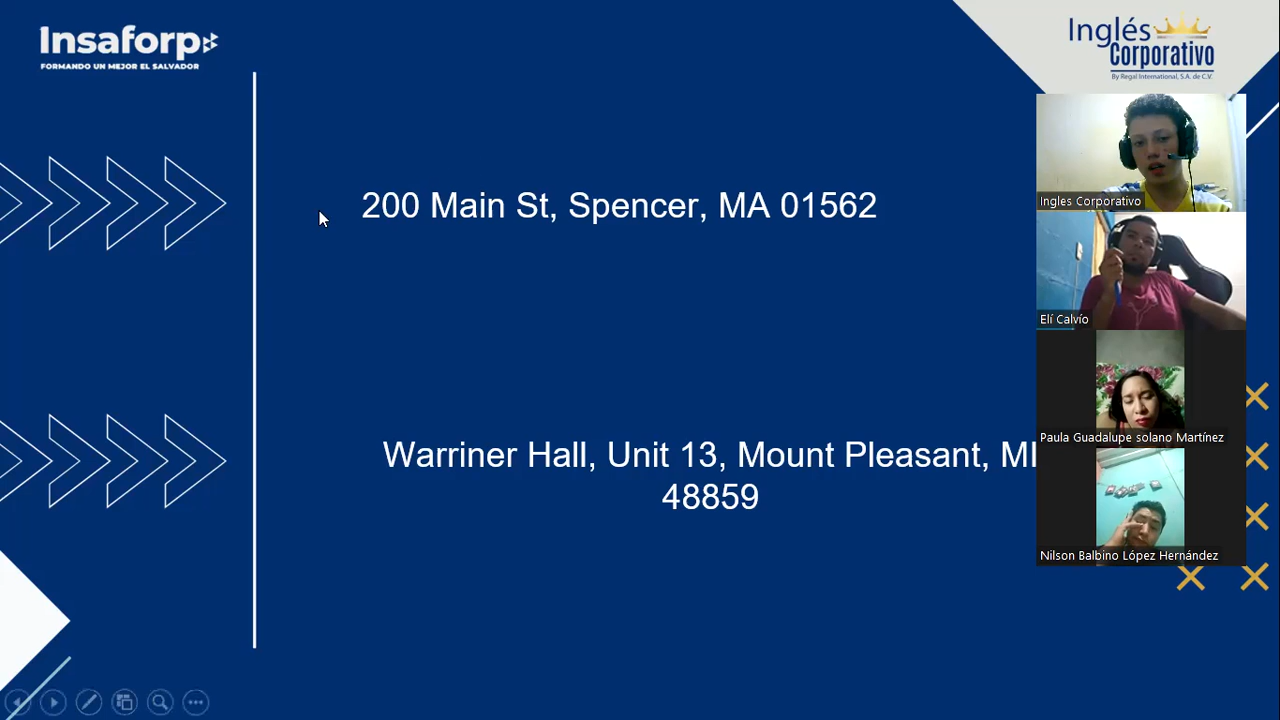 Insaforp
FORMANDO UN MEJOR EL SALVADOR
Inglés
Corporativo
By Regal International, S.A. de C.V.
200 Main St, Spencer, MA 01562
Warriner Hall, Unit 13, Mount Pleasant, MI
48859
Ingles Corporativo
Elí Calvío
Paula Guadalupe solano Martínez
Nilson Balbino López Hernández